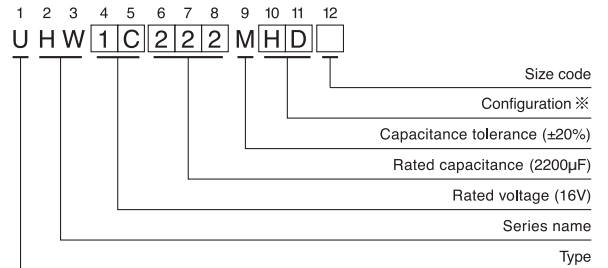 1 2 3 4 5 6 7 8 9 10 11 12
U H W 1 C 2 2 2 M H D
Size code
Configuration ※
Capacitance tolerance (±20%)
Rated capacitance (2200µF)
Rated voltage (16V)
Series name
Type